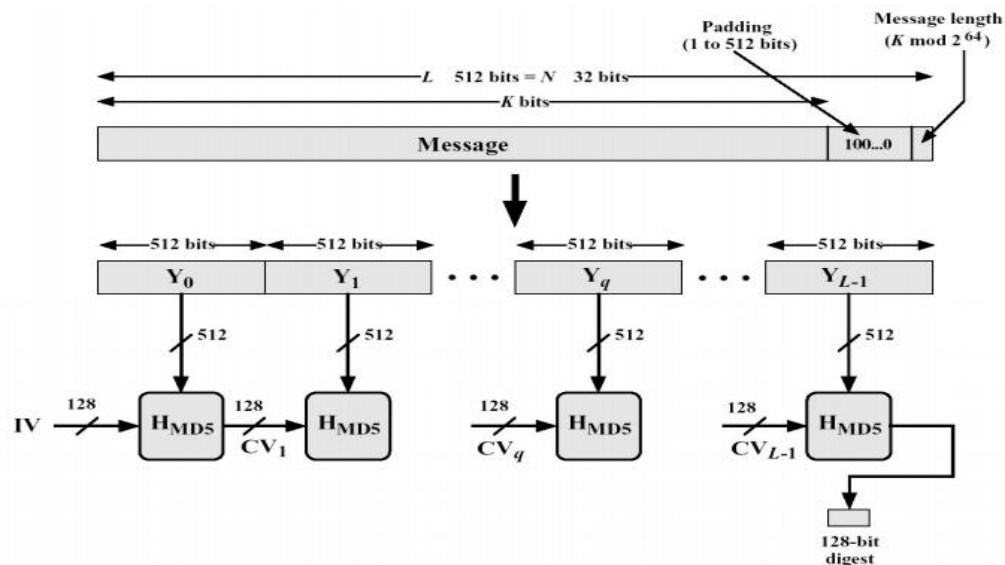 Padding
(1 to 512 bits)
Message length
(K mod 2^64)
L 512 bits = N 32 bits
K bits
Message
100...0
512 bits
512 bits
512 bits
512 bits
Y0
Y1
• • •
Yq
• • •
YL-1
512
512
512
512
IV
128
HMD5
128
CV1
HMD5
128
CVq
HMD5
128
CVL-1
HMD5
128-bit
digest